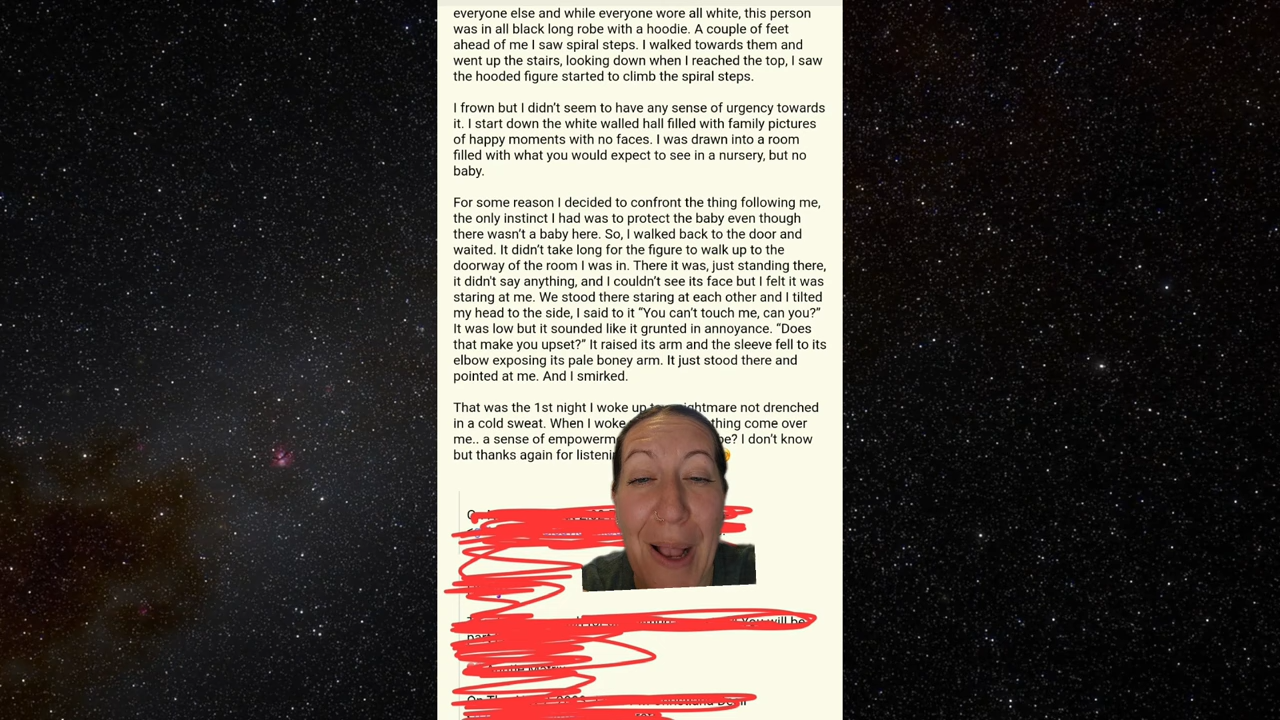 everyone else and while everyone wore all white, this person
was in all black long robe with a hoodie. A couple of feet
ahead of me I saw spiral steps. I walked towards them and
went up the stairs, looking down when I reached the top, I saw
the hooded figure started to climb the spiral steps.
I frown but I didn’t seem to have any sense of urgency towards
it. I start down the white walled hall filled with family pictures
of happy moments with no faces. I was drawn into a room
filled with what you would expect to see in a nursery, but no
baby.
For some reason I decided to confront the thing following me,
the only instinct I had was to protect the baby even though
there wasn’t a baby here. So, I walked back to the door and
waited. It didn’t take long for the figure to walk up to the
doorway of the room I was in. There it was, just standing there,
it didn't say anything, and I couldn’t see its face but I felt it was
staring at me. We stood there staring at each other and I tilted
my head to the side, I said to it “You can’t touch me, can you?”
It was low but it sounded like it grunted in annoyance. “Does
that make you upset?” It raised its arm and the sleeve fell to its
elbow exposing its pale boney arm. It just stood there and
pointed at me. And I smirked.
That was the 1st night I woke up not drenched
in a cold sweat. When I woke come over
me.. a sense of I don’t know
but thanks again for
You will be